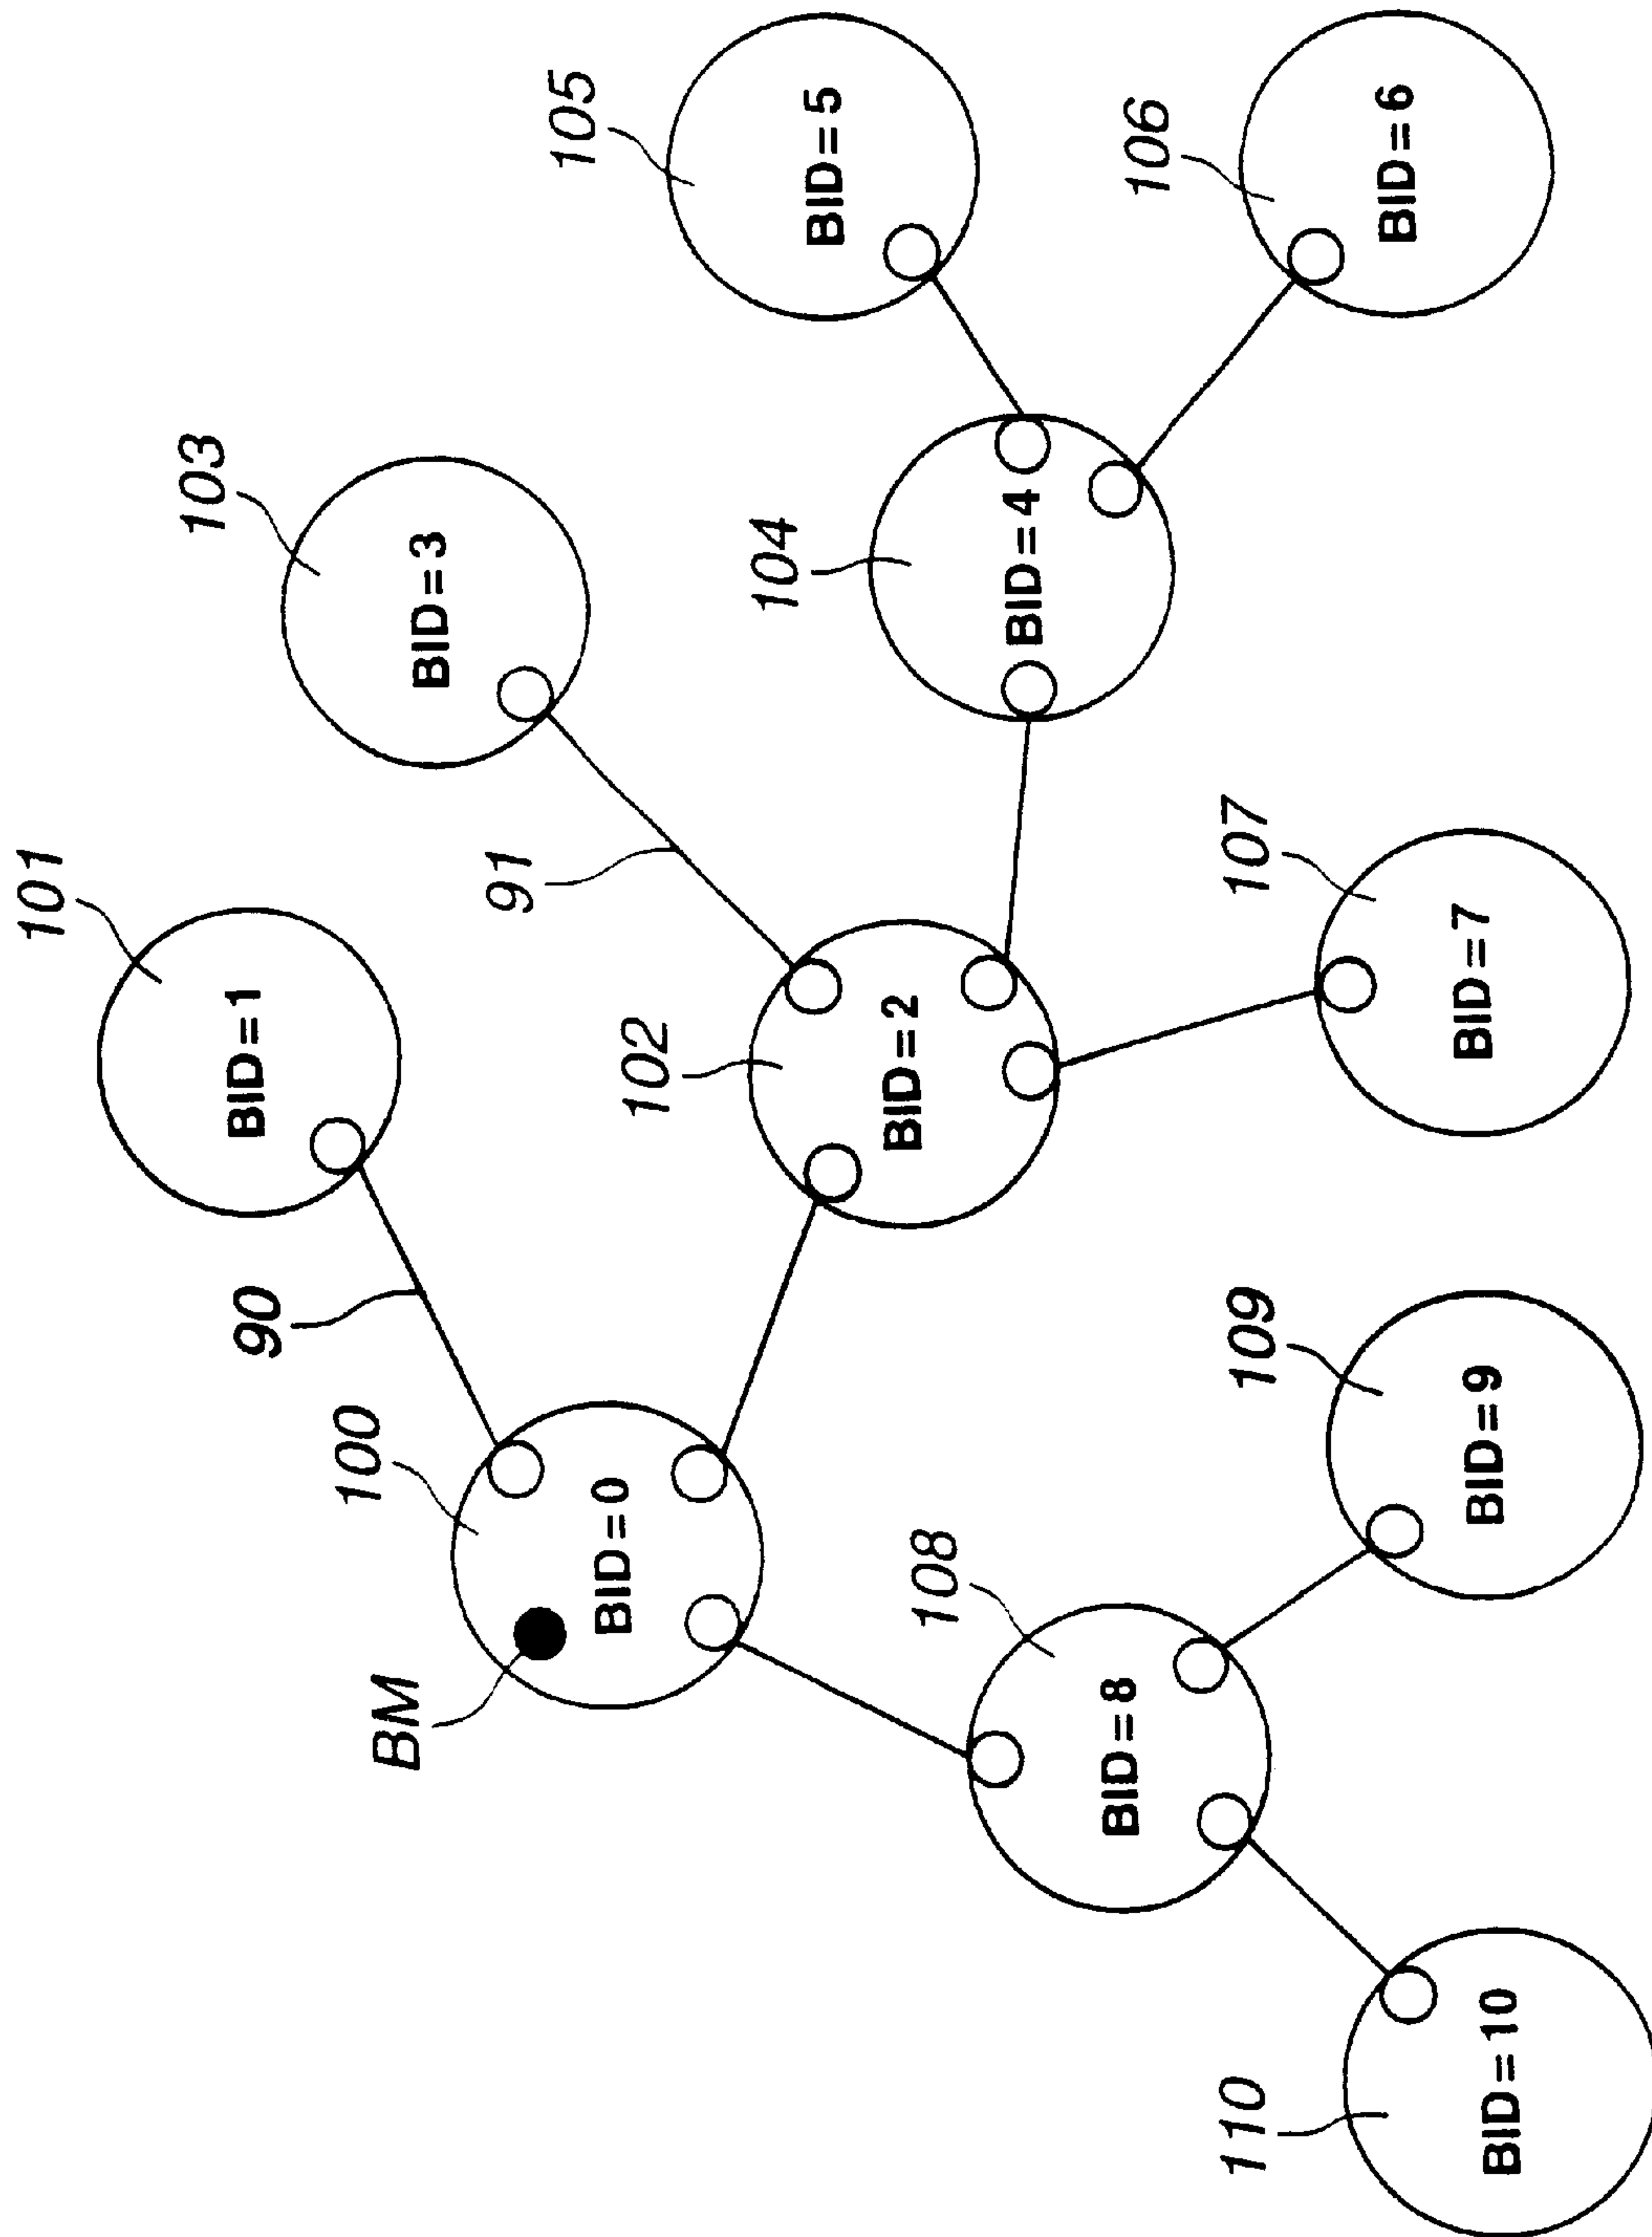 101
BID=1
103
BID=3
105
BID=5
90
91
100
BID=0
BM
102
BID=2
104
BID=4
106
BID=6
108
BID=8
109
BID=9
107
BID=7
110
BID=10